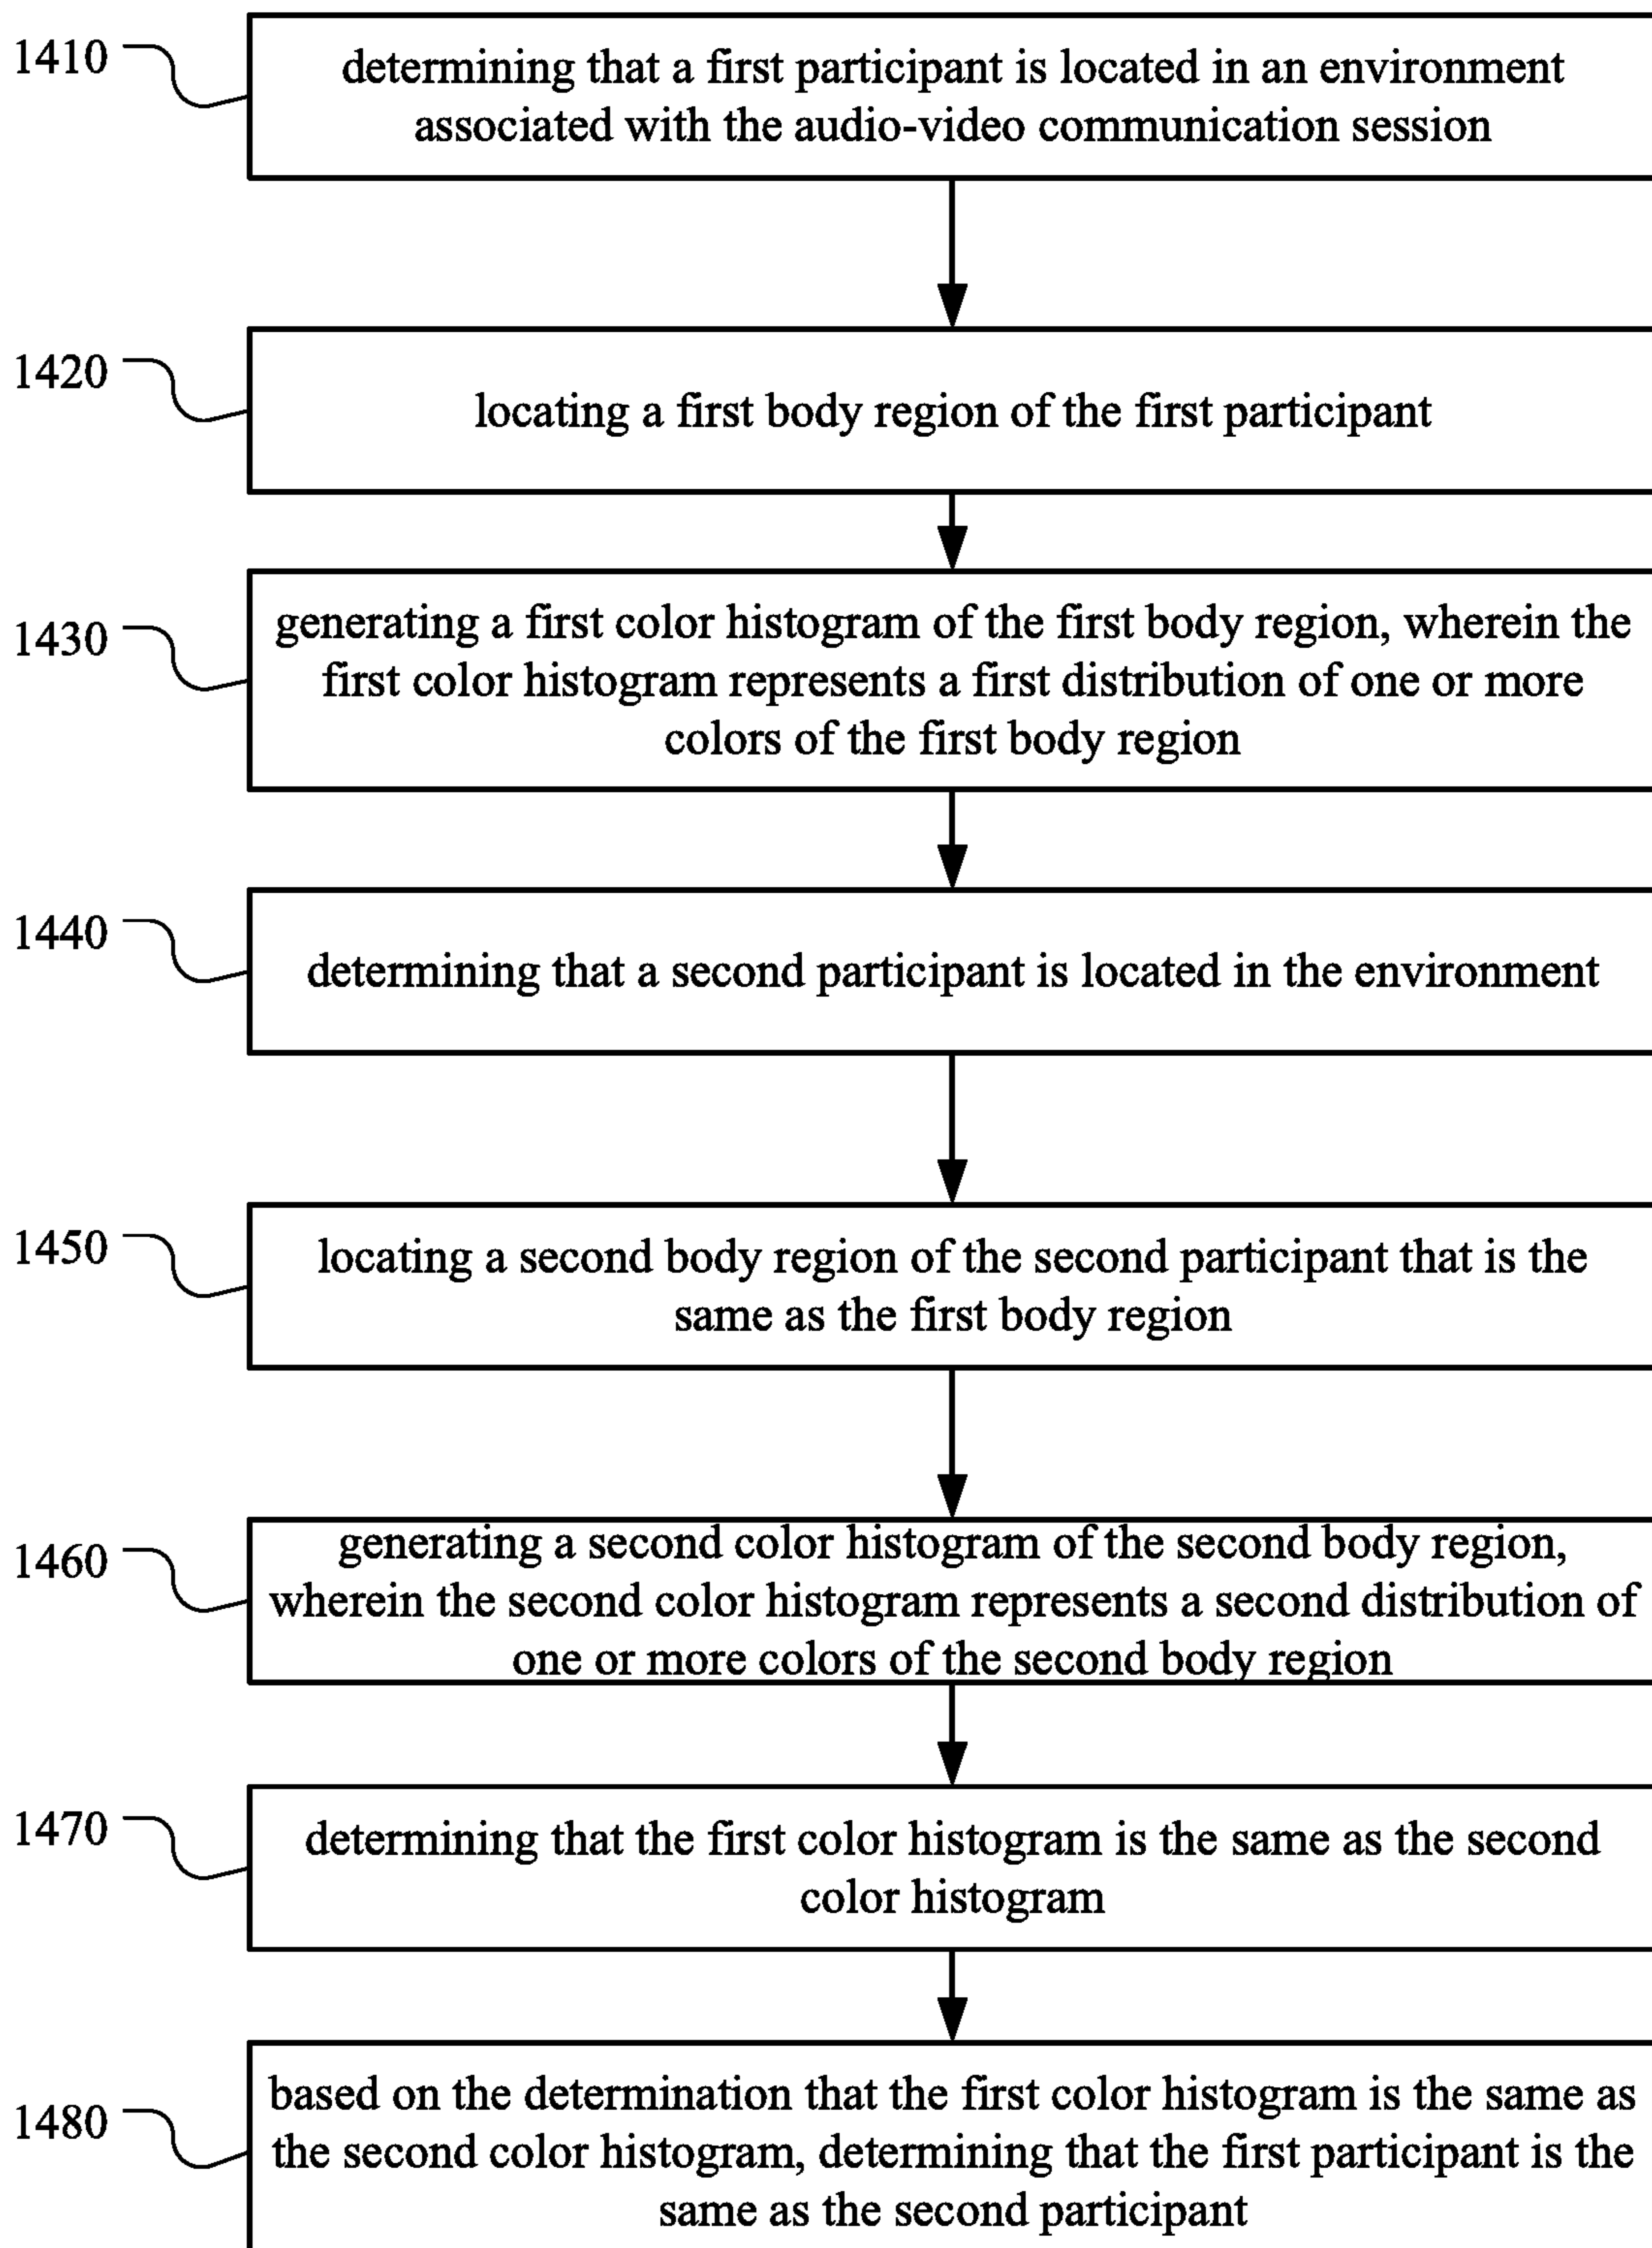 1410
determining that a first participant is located in an environment
associated with the audio-video communication session
1420
locating a first body region of the first participant
1430
generating a first color histogram of the first body region, wherein the
first color histogram represents a first distribution of one or more
colors of the first body region
1440
determining that a second participant is located in the environment
1450
locating a second body region of the second participant that is the
same as the first body region
1460
generating a second color histogram of the second body region,
wherein the second color histogram represents a second distribution of
one or more colors of the second body region
1470
determining that the first color histogram is the same as the second
color histogram
1480
based on the determination that the first color histogram is the same as
the second color histogram, determining that the first participant is the
same as the second participant